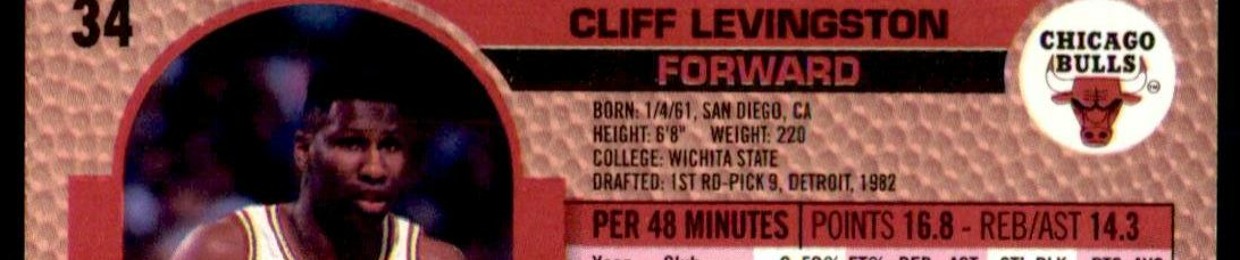 34
CLIFF LEVINGSTON
FORWARD
CHICAGO
BULLS
TM
BORN: 1/4/61, SAN DIEGO, CA
HEIGHT: 6'8" WEIGHT: 220
COLLEGE: WICHITA STATE
DRAFTED: 1ST RD-PICK 9, DETROIT, 1982
PER 48 MINUTES POINTS 16.8 - REB/AST 14.3